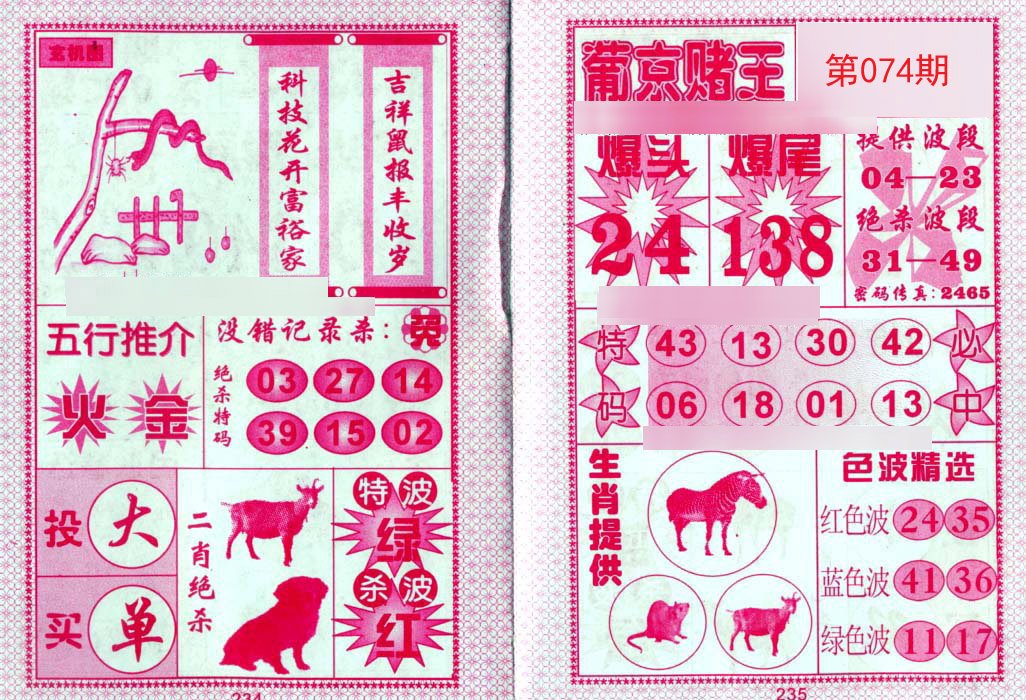 玄机图
吉祥鼠报丰收岁
科技花开富裕家
五行推介
火 金
没错记录杀：
绝杀特码
03 27 14
39 15 02
投 大
买 单
二肖绝杀
特波
绿
杀波
红
234
葡京赌王
第074期
爆头
24
爆尾
138
提供波段
04—23
绝杀波段
31—49
密码传真：2465
特码
43 13 30 42
06 18 01 13
必中
生肖提供
色波精选
红色波 24 35
蓝色波 41 36
绿色波 11 17
235